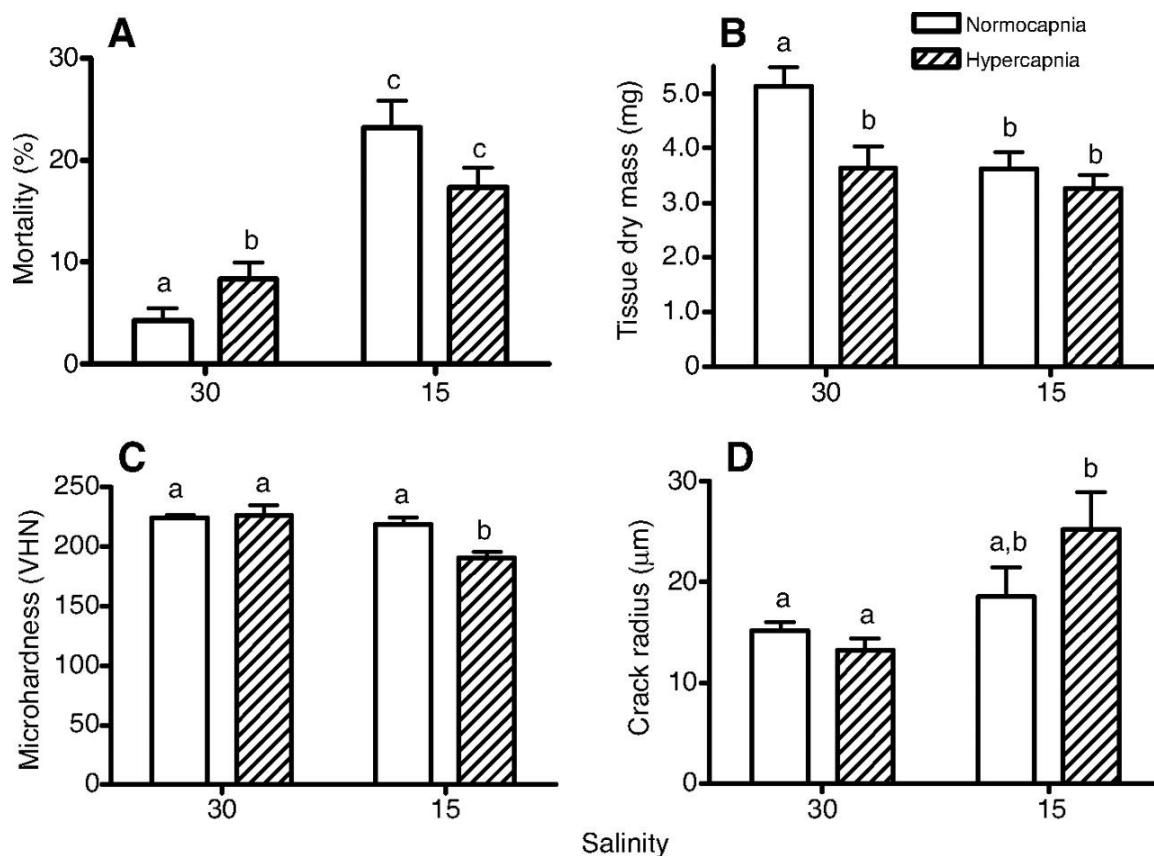 A
Mortality (%)
30
20
10
0
a
b
c
c
30
15
B
Normocapnia
Hypercapnia
Tissue dry mass (mg)
5.0
4.0
3.0
2.0
1.0
0
a
b
b
b
30
15
C
Microhardness (VHN)
250
200
150
100
50
0
a
a
a
b
30
15
D
Crack radius (μm)
30
20
10
0
a
a
a,b
b
30
15
Salinity